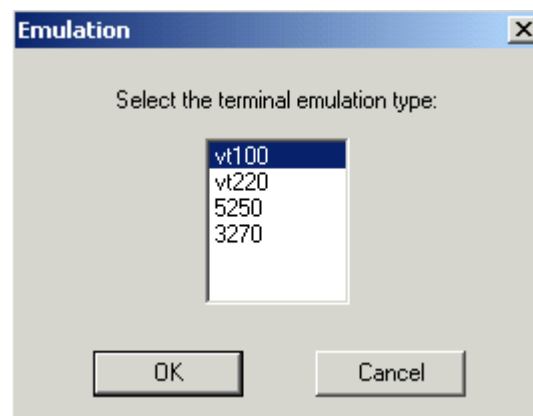 Emulation
Select the terminal emulation type:
vt100
vt220
5250
3270
OK
Cancel